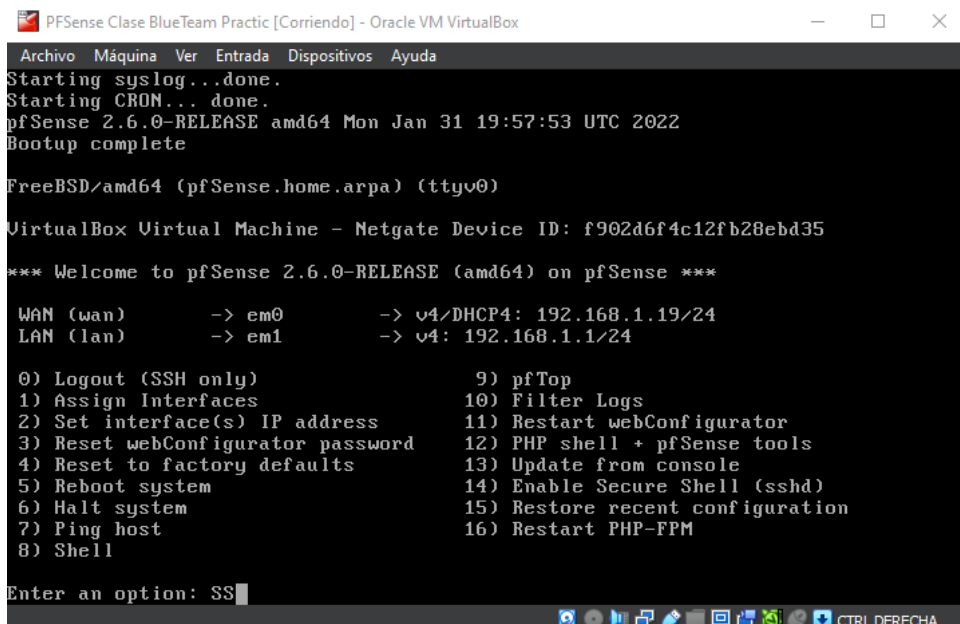 PFSense Clase BlueTeam Practic [Corriendo] - Oracle VM VirtualBox
Archivo Máquina Ver Entrada Dispositivos Ayuda
Starting syslog...done.
Starting CRON... done.
pfSense 2.6.0-RELEASE amd64 Mon Jan 31 19:57:53 UTC 2022
Bootup complete
FreeBSD/amd64 (pfSense.home.arpa) (ttyv0)
VirtualBox Virtual Machine - Netgate Device ID: f902d6f4c12fb28ebd35
*** Welcome to pfSense 2.6.0-RELEASE (amd64) on pfSense ***
WAN (wan) -> em0 -> v4/DHCP4: 192.168.1.19/24
LAN (lan) -> em1 -> v4: 192.168.1.1/24
0) Logout (SSH only) 9) pfTop
1) Assign Interfaces 10) Filter Logs
2) Set interface(s) IP address 11) Restart webConfigurator
3) Reset webConfigurator password 12) PHP shell + pfSense tools
4) Reset to factory defaults 13) Update from console
5) Reboot system 14) Enable Secure Shell (sshd)
6) Halt system 15) Restore recent configuration
7) Ping host 16) Restart PHP-FPM
8) Shell
Enter an option: SS
CTRL DERECHA